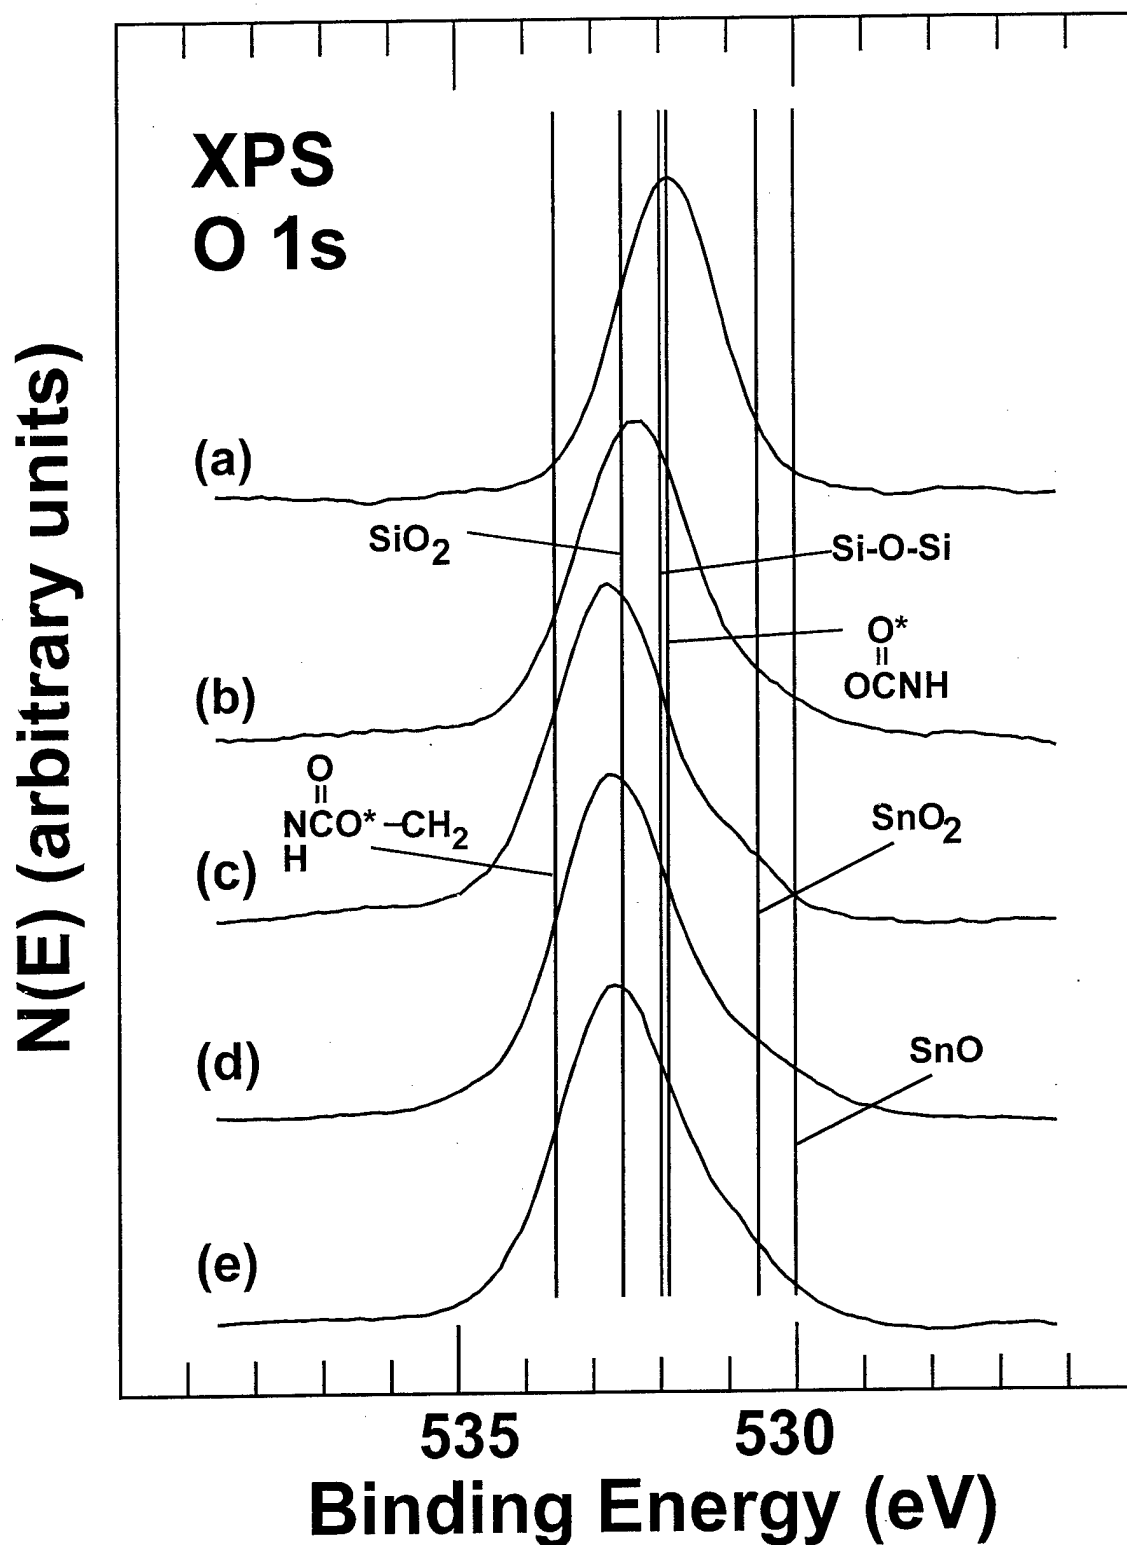 XPS
O 1s
N(E) (arbitrary units)
(a)
SiO2
Si-O-Si
O*
=
OCNH
(b)
O
=
NCO*–CH2
H
(c)
SnO2
(d)
SnO
(e)
535
530
Binding Energy (eV)